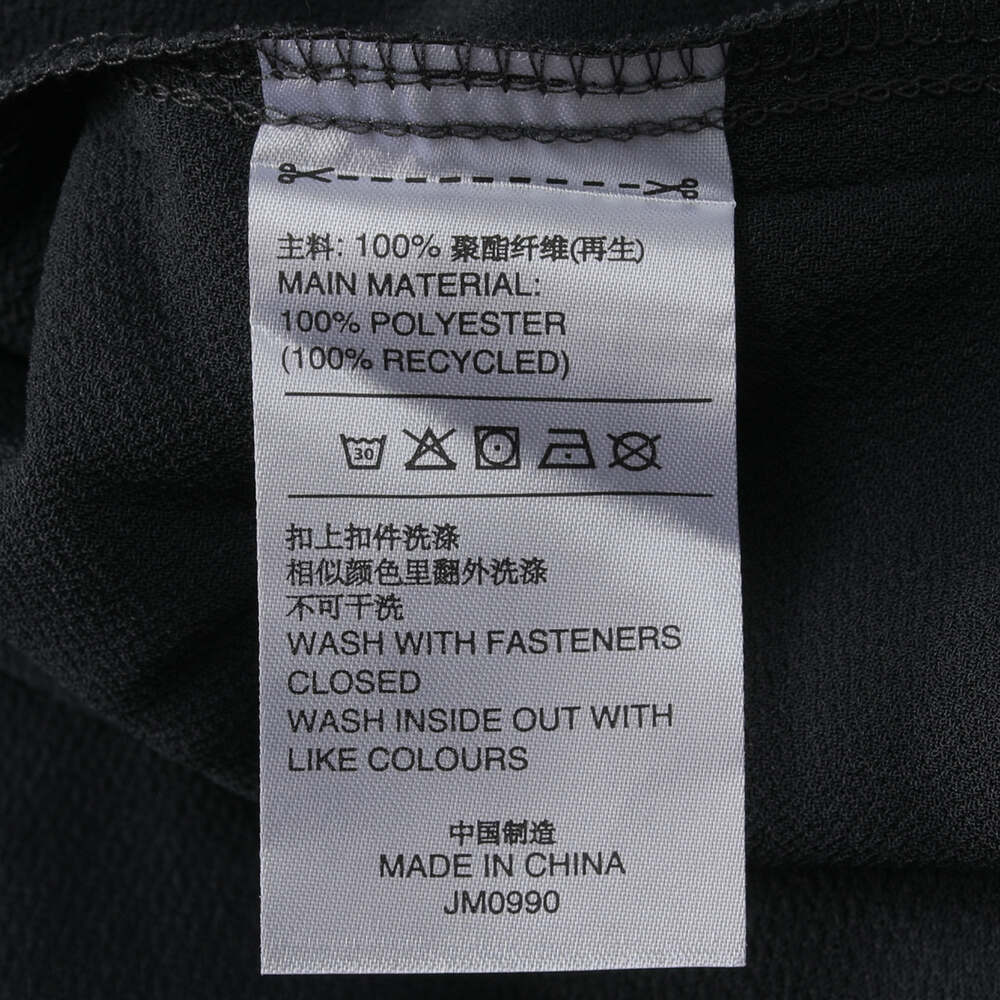 主料: 100% 聚酯纤维(再生)
MAIN MATERIAL:
100% POLYESTER
(100% RECYCLED)
30
扣上扣件洗涤
相似颜色里翻外洗涤
不可干洗
WASH WITH FASTENERS
CLOSED
WASH INSIDE OUT WITH
LIKE COLOURS
中国制造
MADE IN CHINA
JM0990